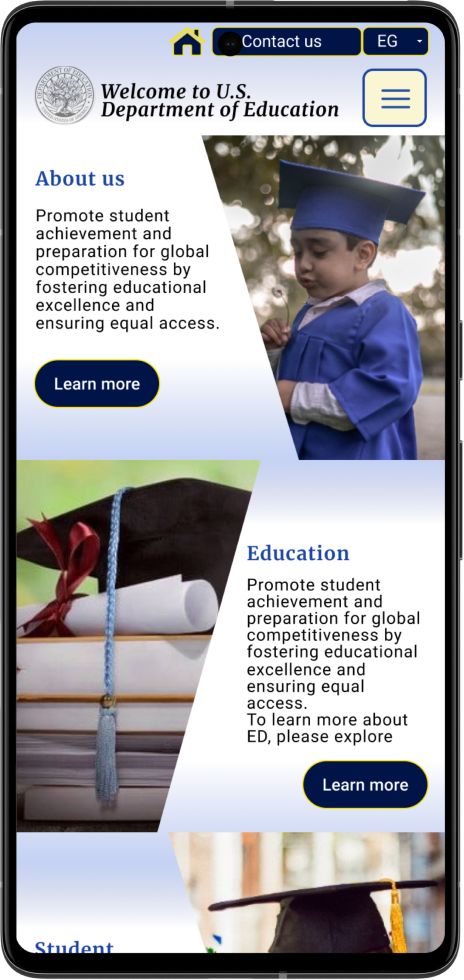 Contact us
EG
Welcome to U.S.
Department of Education
About us
Promote student
achievement and
preparation for global
competitiveness by
fostering educational
excellence and
ensuring equal access.
Learn more
Education
Promote student
achievement and
preparation for global
competitiveness by
fostering educational
excellence and
ensuring equal
access.
To learn more about
ED, please explore
Learn more
Student